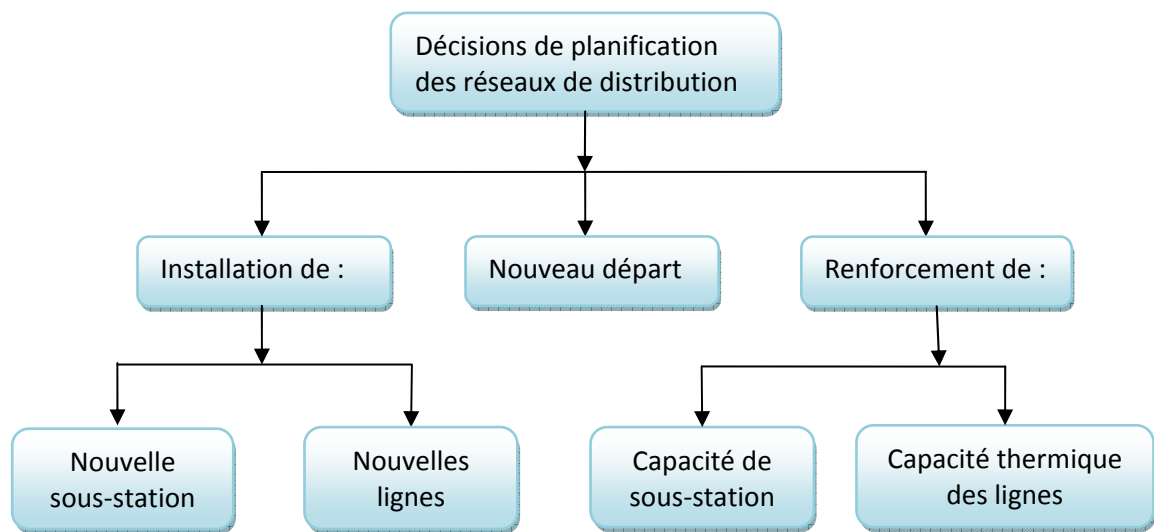 Décisions de planification
des réseaux de distribution
Installation de :
Nouveau départ
Renforcement de :
Nouvelle
sous-station
Nouvelles
lignes
Capacité de
sous-station
Capacité thermique
des lignes